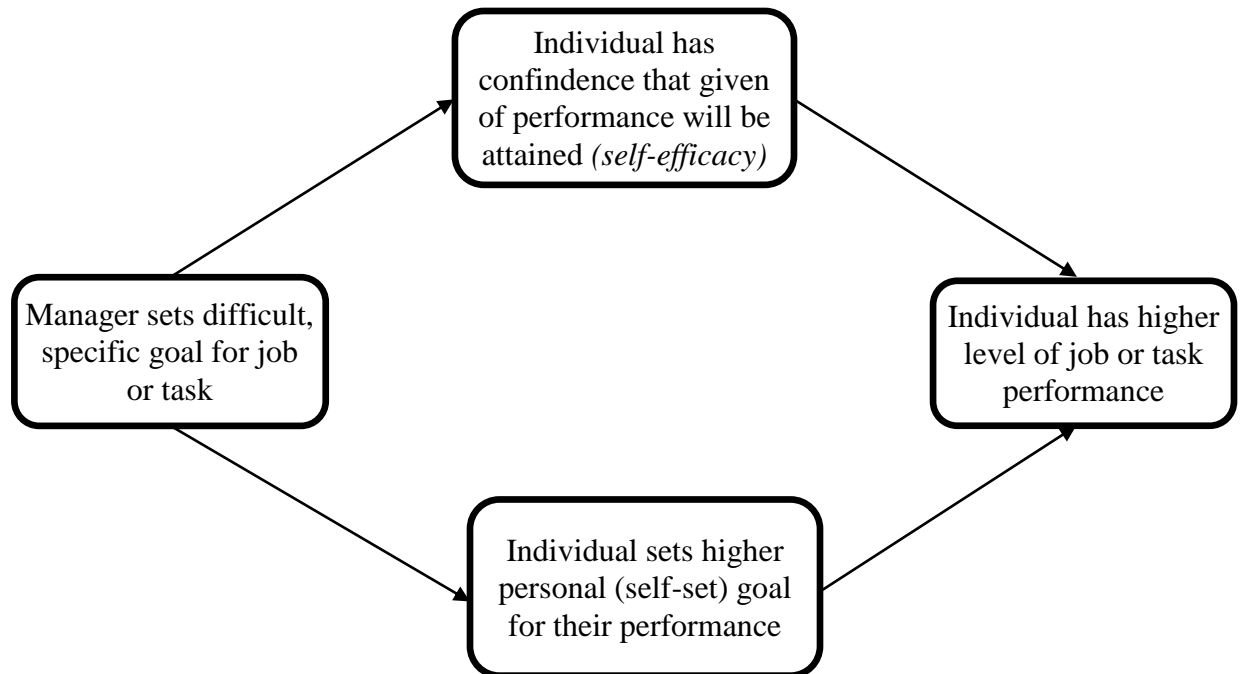 Individual has
confindence that given
of performance will be
attained (self-efficacy)
Manager sets difficult,
specific goal for job
or task
Individual has higher
level of job or task
performance
Individual sets higher
personal (self-set) goal
for their performance